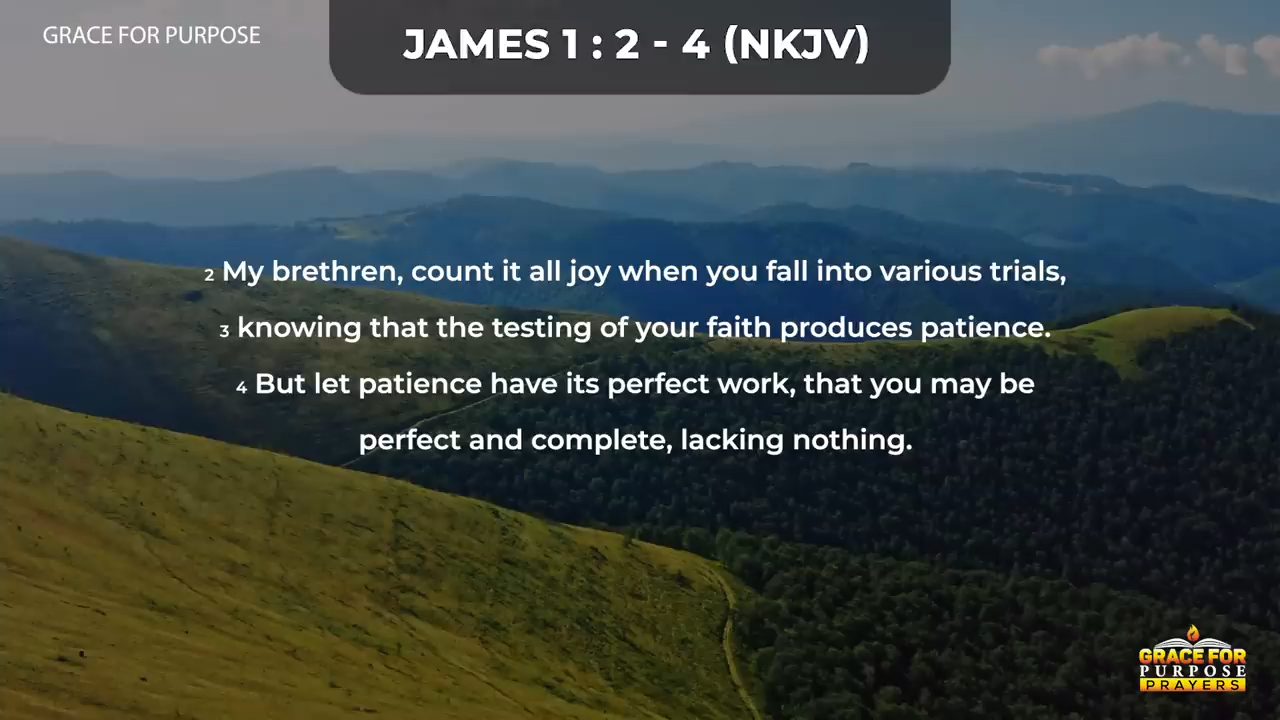 GRACE FOR PURPOSE
JAMES 1 : 2 - 4 (NKJV)
2 My brethren, count it all joy when you fall into various trials,
3 knowing that the testing of your faith produces patience.
4 But let patience have its perfect work, that you may be
perfect and complete, lacking nothing.
GRACE FOR
PURPOSE
PRAYERS